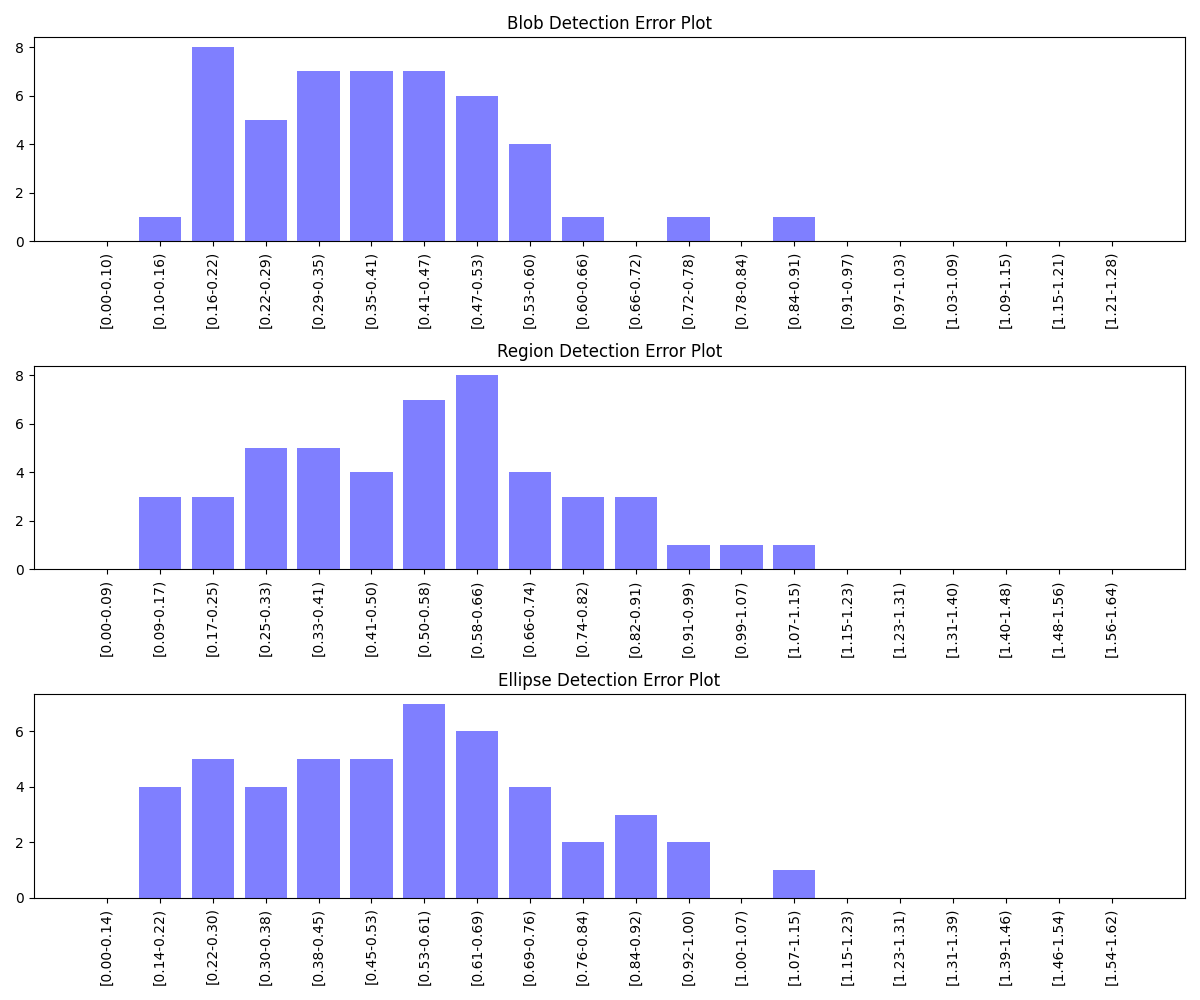 Blob Detection Error Plot
8
6
4
2
0
[0.00-0.10) [0.10-0.16) [0.16-0.22) [0.22-0.29) [0.29-0.35) [0.35-0.41) [0.41-0.47) [0.47-0.53) [0.53-0.60) [0.60-0.66) [0.66-0.72) [0.72-0.78) [0.78-0.84) [0.84-0.91) [0.91-0.97) [0.97-1.03) [1.03-1.09) [1.09-1.15) [1.15-1.21) [1.21-1.28)
Region Detection Error Plot
8
6
4
2
0
[0.00-0.09) [0.09-0.17) [0.17-0.25) [0.25-0.33) [0.33-0.41) [0.41-0.50) [0.50-0.58) [0.58-0.66) [0.66-0.74) [0.74-0.82) [0.82-0.91) [0.91-0.99) [0.99-1.07) [1.07-1.15) [1.15-1.23) [1.23-1.31) [1.31-1.40) [1.40-1.48) [1.48-1.56) [1.56-1.64)
Ellipse Detection Error Plot
6
4
2
0
[0.00-0.14) [0.14-0.22) [0.22-0.30) [0.30-0.38) [0.38-0.45) [0.45-0.53) [0.53-0.61) [0.61-0.69) [0.69-0.76) [0.76-0.84) [0.84-0.92) [0.92-1.00) [1.00-1.07) [1.07-1.15) [1.15-1.23) [1.23-1.31) [1.31-1.39) [1.39-1.46) [1.46-1.54) [1.54-1.62)